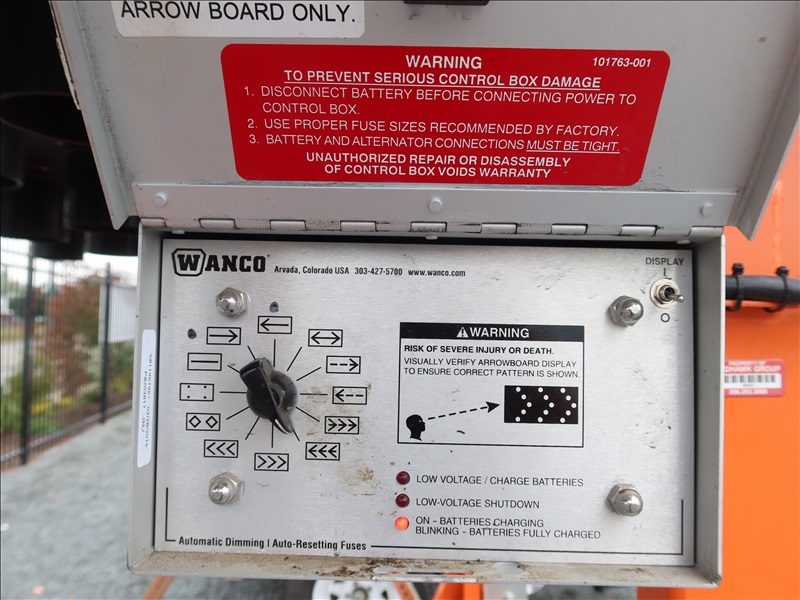 ARROW BOARD ONLY.
WARNING
101763-001
TO PREVENT SERIOUS CONTROL BOX DAMAGE
1. DISCONNECT BATTERY BEFORE CONNECTING POWER TO
CONTROL BOX.
2. USE PROPER FUSE SIZES RECOMMENDED BY FACTORY.
3. BATTERY AND ALTERNATOR CONNECTIONS MUST BE TIGHT.
UNAUTHORIZED REPAIR OR DISASSEMBLY
OF CONTROL BOX VOIDS WARRANTY
WANCO® Arvada, Colorado USA 303-427-5700 www.wanco.com
DISPLAY
I
O
WARNING
RISK OF SEVERE INJURY OR DEATH.
VISUALLY VERIFY ARROWBOARD DISPLAY
TO ENSURE CORRECT PATTERN IS SHOWN.
PROPERTY OF
GROUP
LOW VOLTAGE / CHARGE BATTERIES
LOW-VOLTAGE SHUTDOWN
ON – BATTERIES CHARGING
BLINKING – BATTERIES FULLY CHARGED
Automatic Dimming | Auto-Resetting Fuses